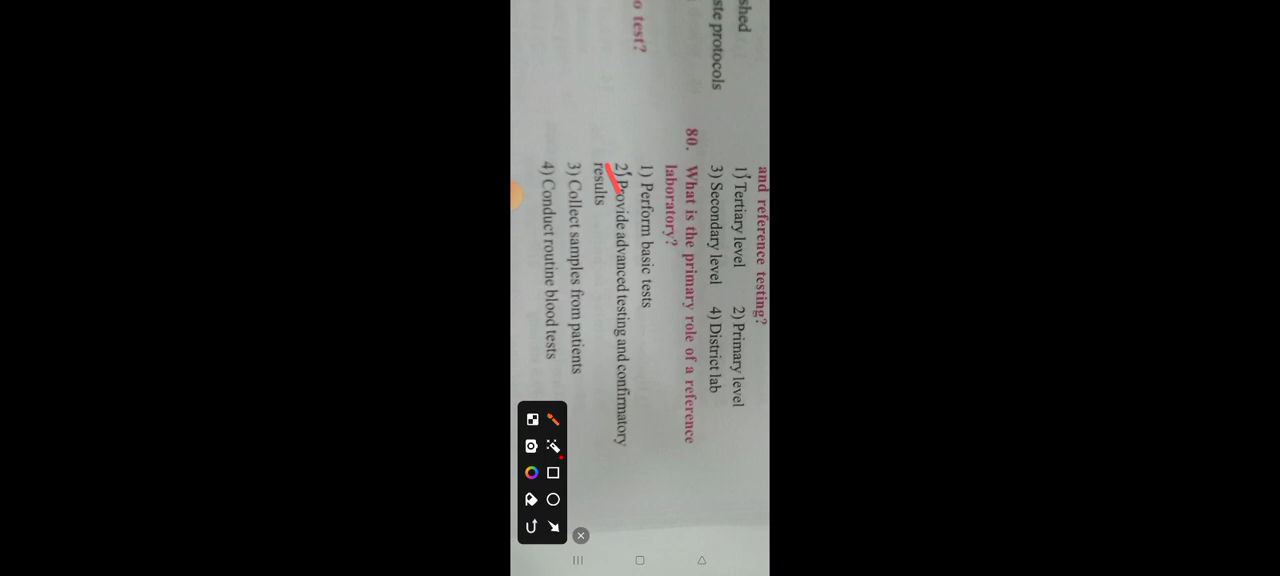 shed
ste protocols
o test?
and reference testing?
1) Tertiary level 2) Primary level
3) Secondary level 4) District lab
80. What is the primary role of a reference
laboratory?
1) Perform basic tests
2) Provide advanced testing and confirmatory
results
3) Collect samples from patients
4) Conduct routine blood tests